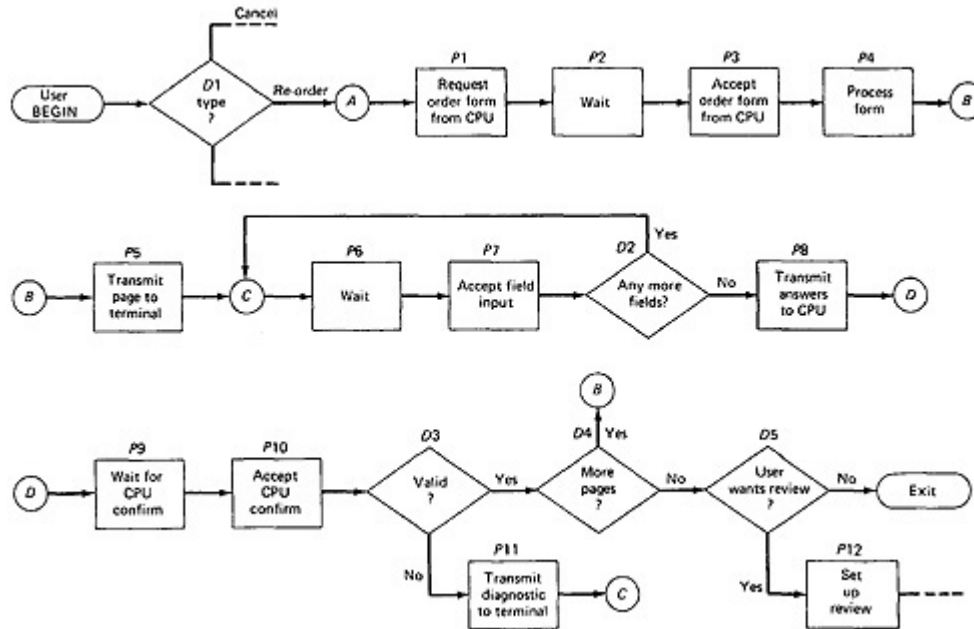 Cancel
User
BEGIN
D1
type
?
Re-order
A
P1
Request
order form
from CPU
P2
Wait
P3
Accept
order form
from CPU
P4
Process
form
B
B
P5
Transmit
page to
terminal
C
P6
Wait
P7
Accept field
input
D2
Yes
Any more
fields?
No
P8
Transmit
answers
to CPU
D
D
P9
Wait for
CPU
confirm
P10
Accept
CPU
confirm
D3
Valid
?
Yes
No
P11
Transmit
diagnostic
to terminal
C
B
D4
Yes
More
pages
?
No
D5
User
wants review
?
No
Exit
Yes
P12
Set
up
review